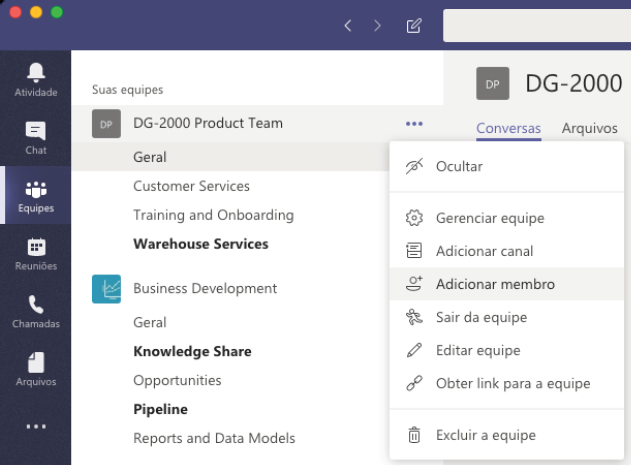 Atividade
Chat
Equipes
Reuniões
Chamadas
Arquivos
Suas equipes
DP
DG-2000 Product Team
Geral
Customer Services
Training and Onboarding
Warehouse Services
Business Development
Geral
Knowledge Share
Opportunities
Pipeline
Reports and Data Models
DP
DG-2000
Conversas
Arquivos
Ocultar
Gerenciar equipe
Adicionar canal
Adicionar membro
Sair da equipe
Editar equipe
Obter link para a equipe
Excluir a equipe